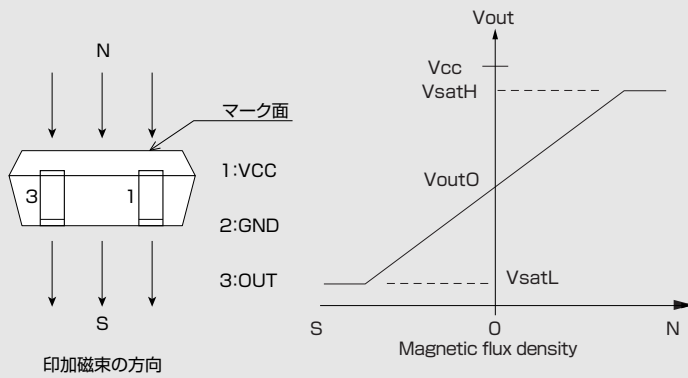 N
マーク面
3
1
1:VCC
2:GND
3:OUT
S
印加磁束の方向
Vout
Vcc
VsatH
Vout0
VsatL
S
0
N
Magnetic flux density